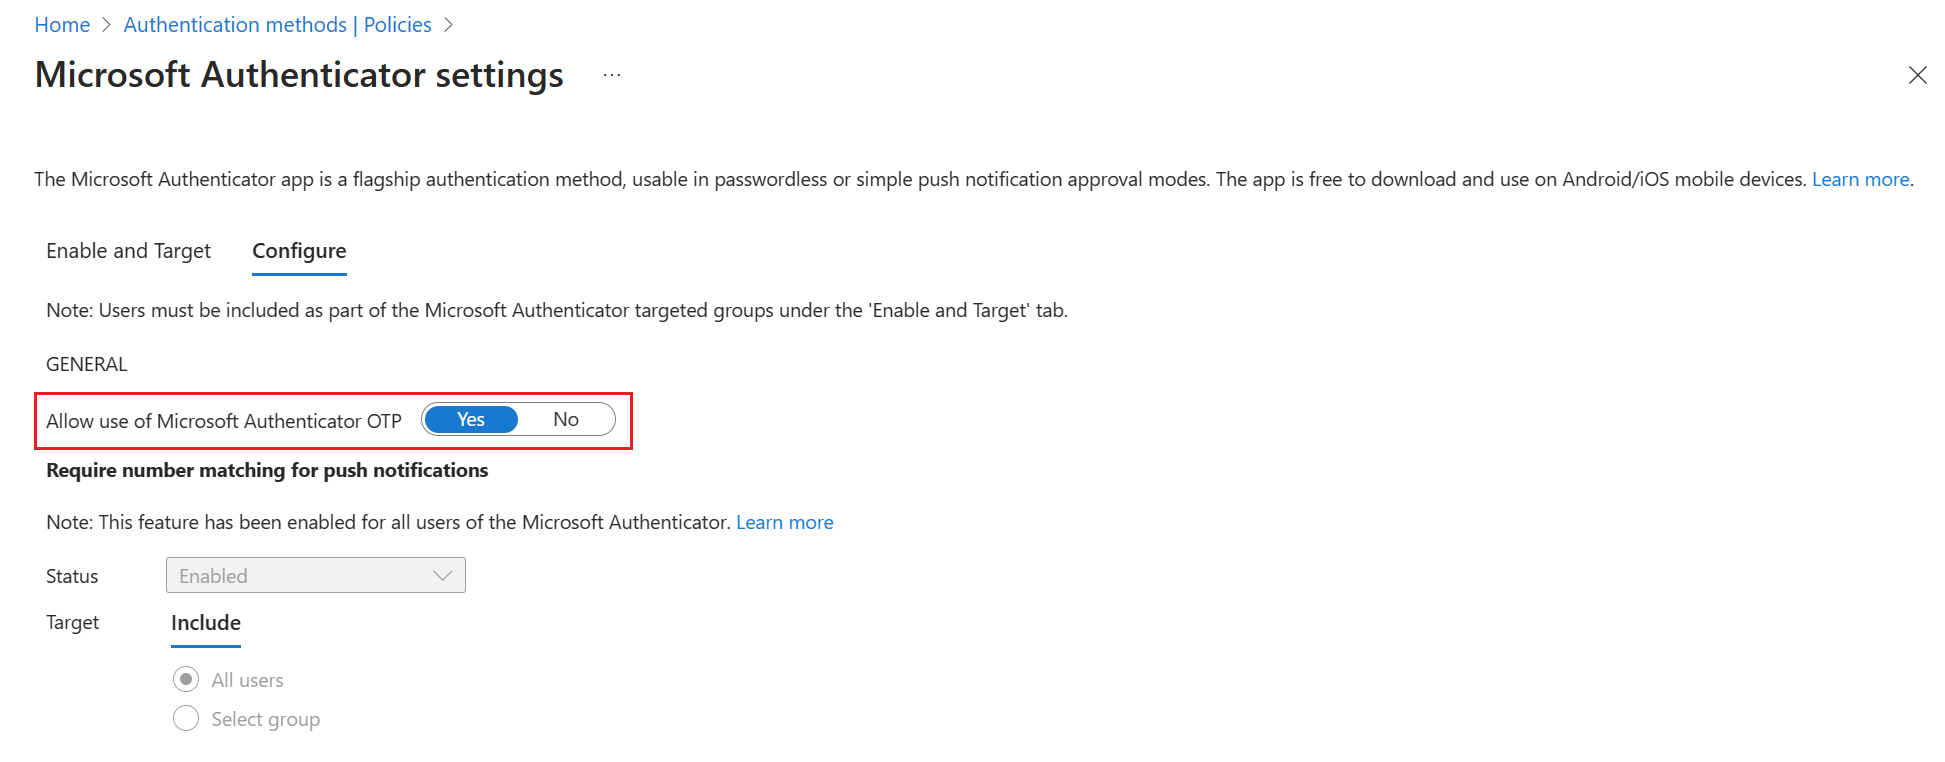 Home > Authentication methods | Policies >
Microsoft Authenticator settings ...
The Microsoft Authenticator app is a flagship authentication method, usable in passwordless or simple push notification approval modes. The app is free to download and use on Android/iOS mobile devices. Learn more.
Enable and Target Configure
Note: Users must be included as part of the Microsoft Authenticator targeted groups under the 'Enable and Target' tab.
GENERAL
Allow use of Microsoft Authenticator OTP Yes No
Require number matching for push notifications
Note: This feature has been enabled for all users of the Microsoft Authenticator. Learn more
Status Enabled
Target Include
All users
Select group